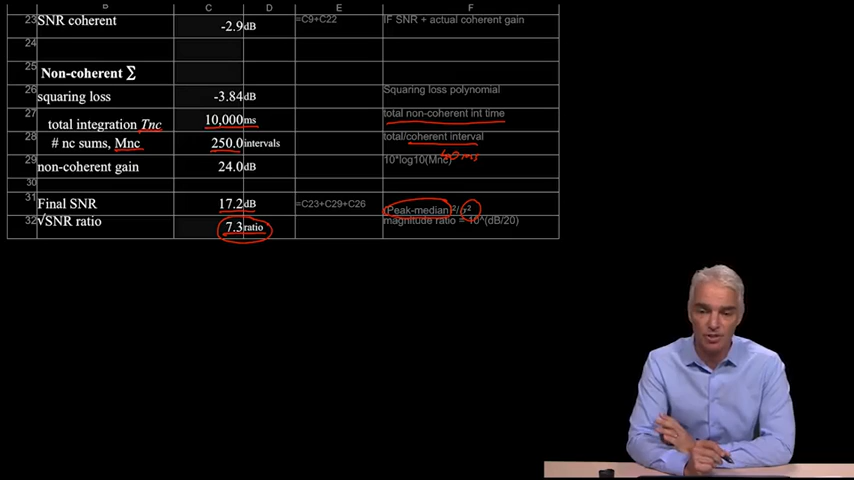 B C D E F
23 SNR coherent -2.9 dB =C9+C22 IF SNR + actual coherent gain
24
25 Non-coherent ∑
26 squaring loss -3.84 dB Squaring loss polynomial
27 total integration Tnc 10,000 ms total non-coherent int time
28 # nc sums, Mnc 250.0 intervals total/coherent interval
40 ms
29 non-coherent gain 24.0 dB 10*log10(Mnc)
30
31 Final SNR 17.2 dB =C23+C29+C26 (Peak-median)²/σ²
32 √SNR ratio 7.3 ratio magnitude ratio = 10^(dB/20)